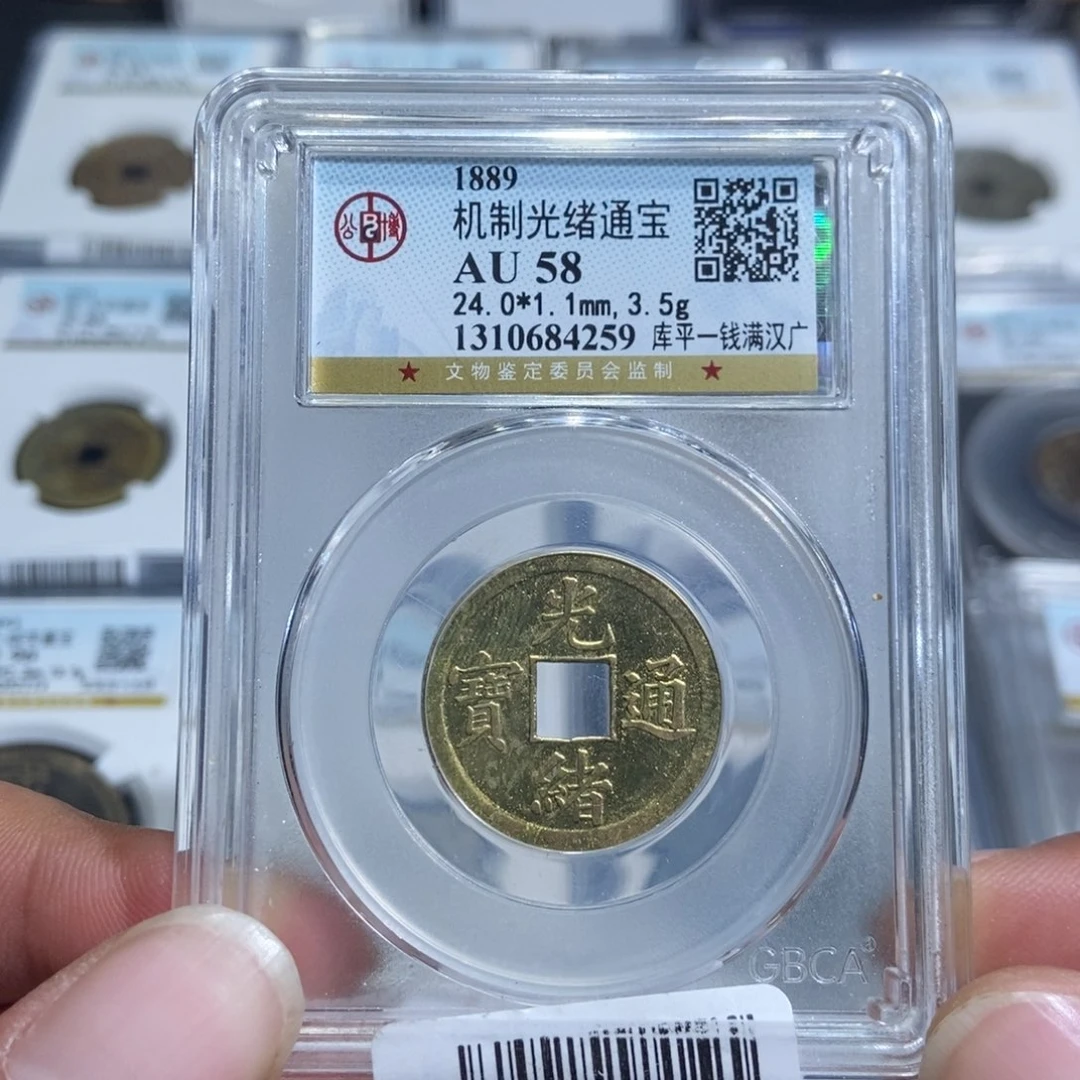 1889
机制光绪通宝
AU 58
24.0*1.1mm,3.5g
1310684259 库平一钱满汉广
★ 文物鉴定委员会监制 ★
光
寶 通
緒
GBCA